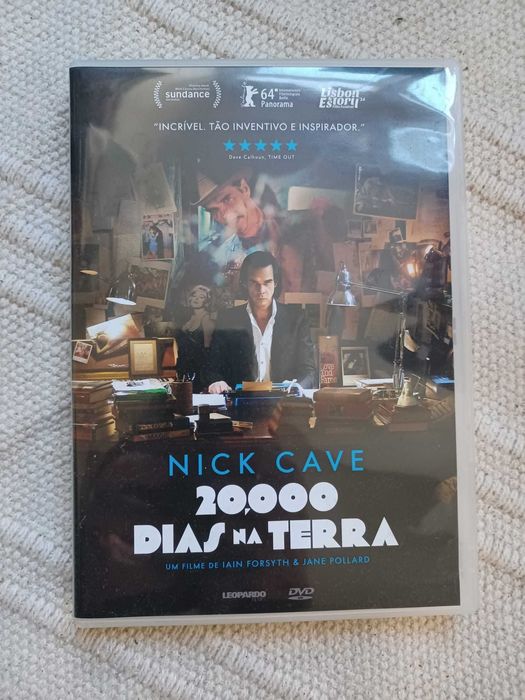 sundance
64
Panorama
Lisbon
Estoril
"INCRÍVEL. TÃO INVENTIVO E INSPIRADOR."
Dave Calhoun, TIME OUT
NICK CAVE
20,000
DIAS NA TERRA
UM FILME DE IAIN FORSYTH & JANE POLLARD
LEOPARDO
DVD